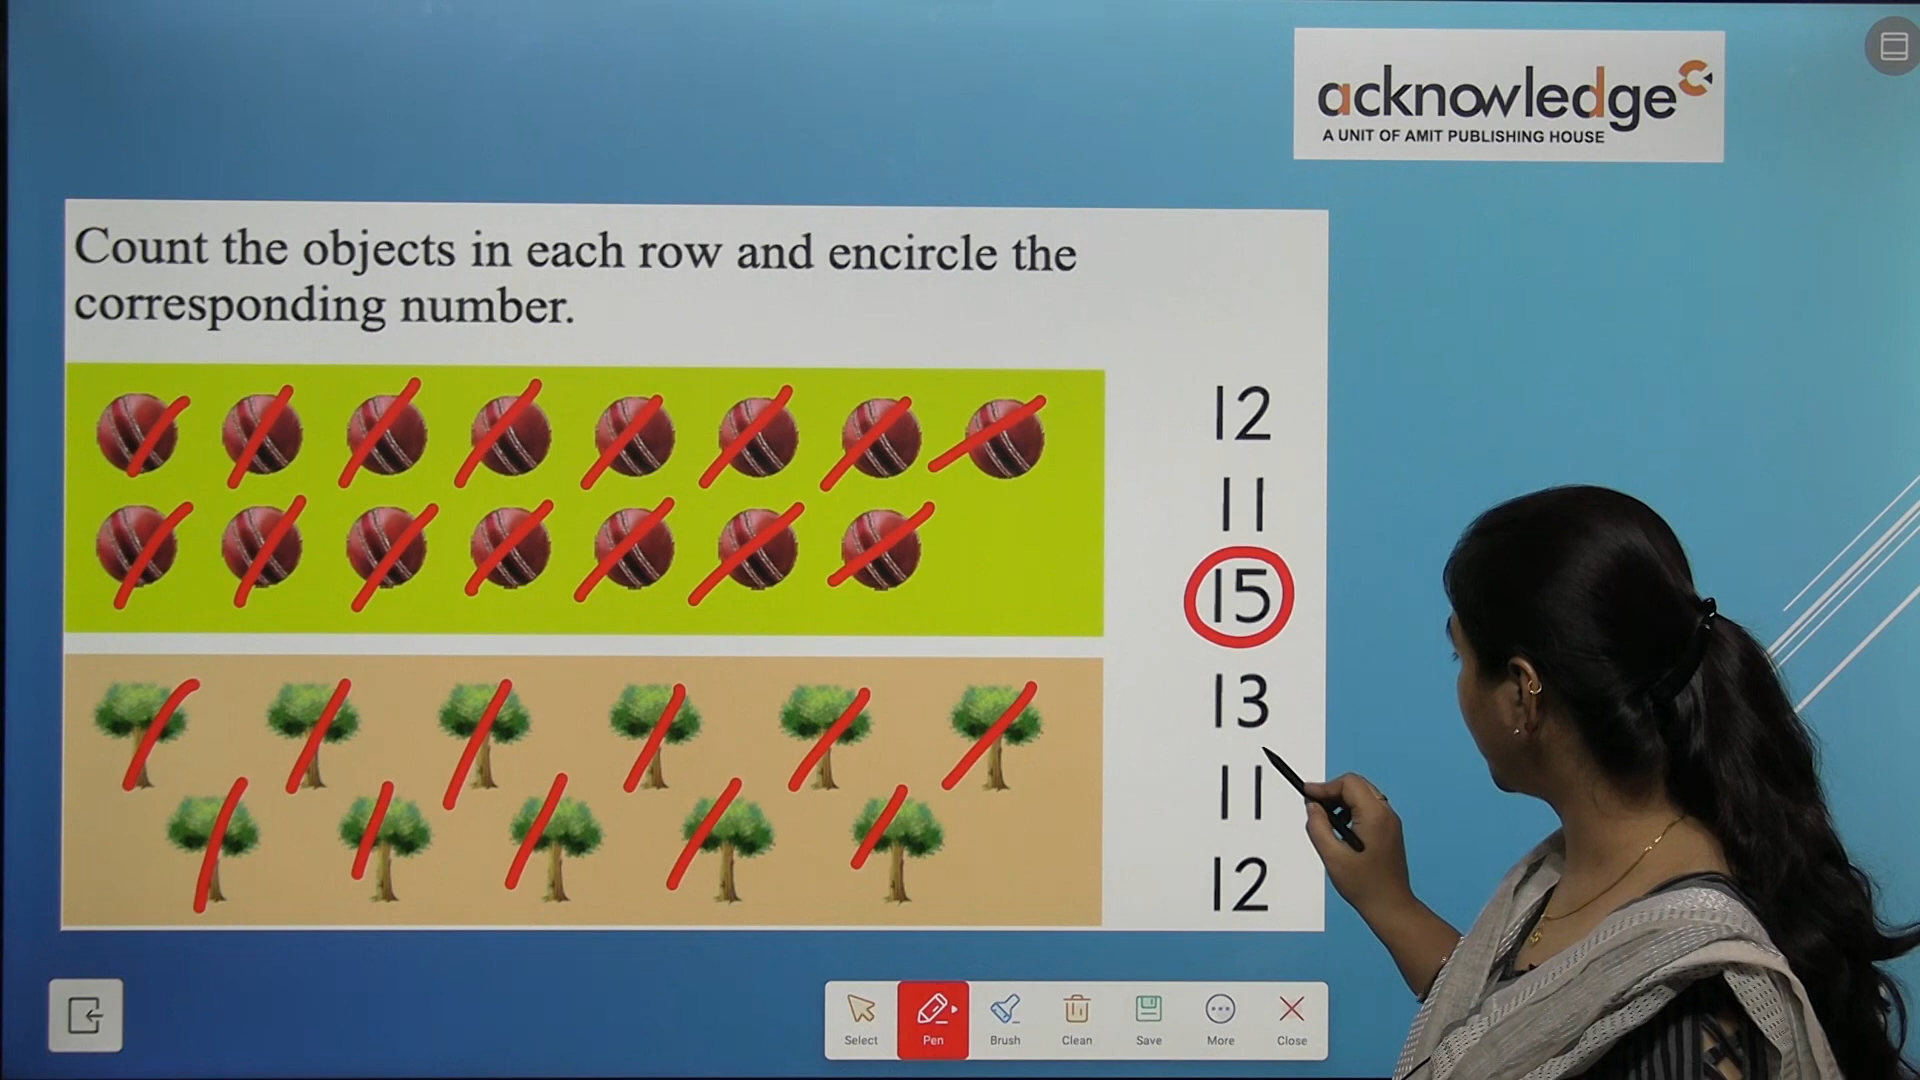 acknowledge
A UNIT OF AMIT PUBLISHING HOUSE
Count the objects in each row and encircle the
corresponding number.
12
11
15
13
11
12
Select
Pen
Brush
Clean
Save
More
Close